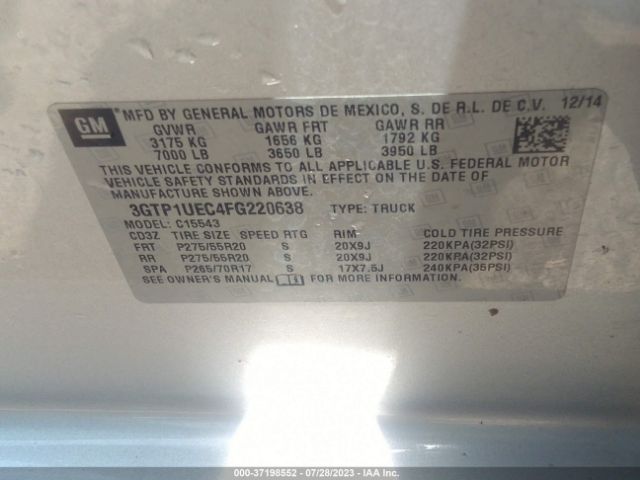 GM
MFD BY GENERAL MOTORS DE MEXICO, S. DE R.L. DE C.V. 12/14
GVWR GAWR FRT GAWR RR
3175 KG 1656 KG 1792 KG
7000 LB 3650 LB 3950 LB
THIS VEHICLE CONFORMS TO ALL APPLICABLE U.S. FEDERAL MOTOR
VEHICLE SAFETY STANDARDS IN EFFECT ON THE DATE OF
MANUFACTURE SHOWN ABOVE.
3GTP1UEC4FG220638 TYPE: TRUCK
MODEL: C15543
CD3Z TIRE SIZE SPEED RTG RIM COLD TIRE PRESSURE
FRT P275/55R20 S 20X9J 220KPA(32PSI)
RR P275/55R20 S 20X9J 220KPA(32PSI)
SPA P265/70R17 S 17X7.5J 240KPA(35PSI)
SEE OWNER'S MANUAL FOR MORE INFORMATION.
000-37198552 / 07/28/2023 - IAA Inc.